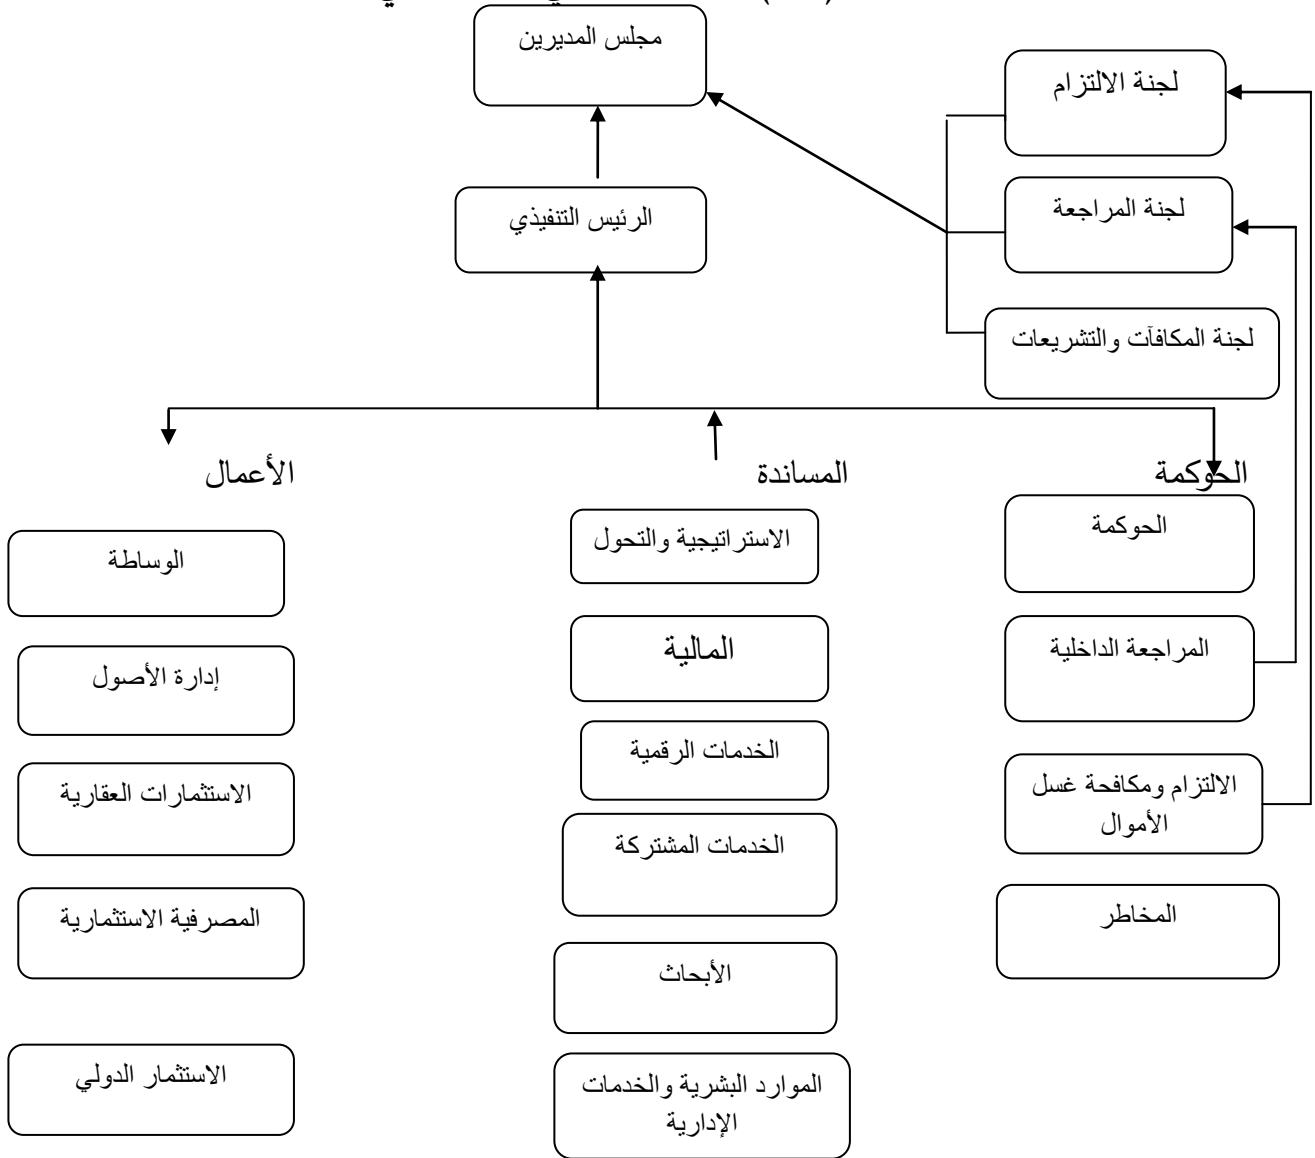 مجلس المديرين
لجنة الالتزام
الرئيس التنفيذي
لجنة المراجعة
لجنة المكافآت والتشريعات
الحوكمة
المساندة
الأعمال
الحوكمة
المراجعة الداخلية
الالتزام ومكافحة غسل
الأموال
المخاطر
الاستراتيجية والتحول
المالية
الخدمات الرقمية
الخدمات المشتركة
الأبحاث
الموارد البشرية والخدمات
الإدارية
الوساطة
إدارة الأصول
الاستثمارات العقارية
المصرفية الاستثمارية
الاستثمار الدولي